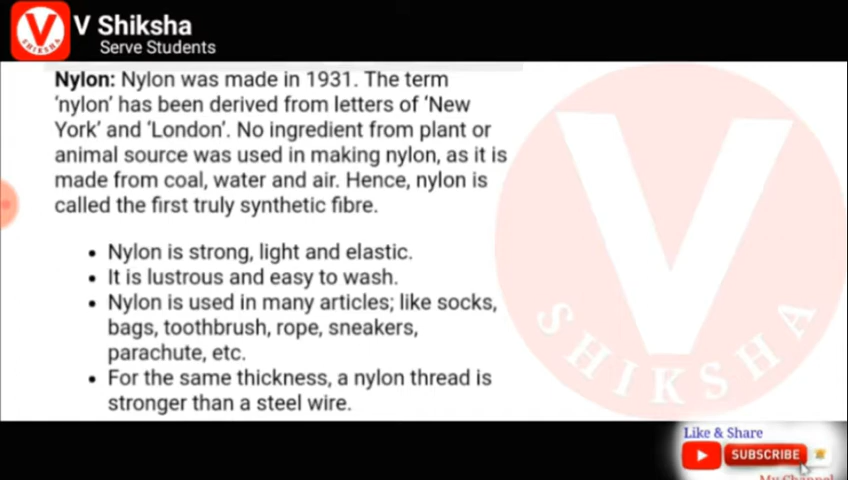 V Shiksha
Serve Students
V
SHIKSHA
Nylon: Nylon was made in 1931. The term
‘nylon’ has been derived from letters of ‘New
York’ and ‘London’. No ingredient from plant or
animal source was used in making nylon, as it is
made from coal, water and air. Hence, nylon is
called the first truly synthetic fibre.
• Nylon is strong, light and elastic.
• It is lustrous and easy to wash.
• Nylon is used in many articles; like socks,
bags, toothbrush, rope, sneakers,
parachute, etc.
• For the same thickness, a nylon thread is
stronger than a steel wire.
V
SHIKSHA
Like & Share
SUBSCRIBE
My Channel